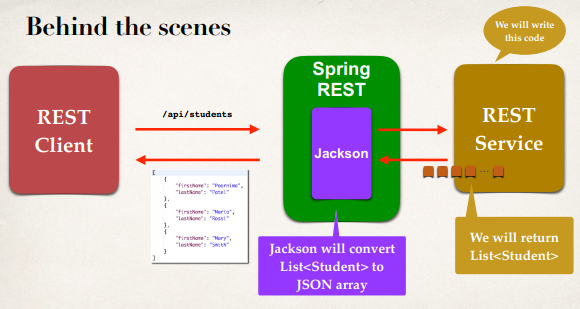 Behind the scenes
We will write
this code
REST
Client
/api/students
Spring
REST
Jackson
REST
Service
...
[
{
"firstName": "Poornima",
"lastName": "Patel"
},
{
"firstName": "Mario",
"lastName": "Rossi"
},
{
"firstName": "Mary",
"lastName": "Smith"
}
]
Jackson will convert
List<Student> to
JSON array
We will return
List<Student>